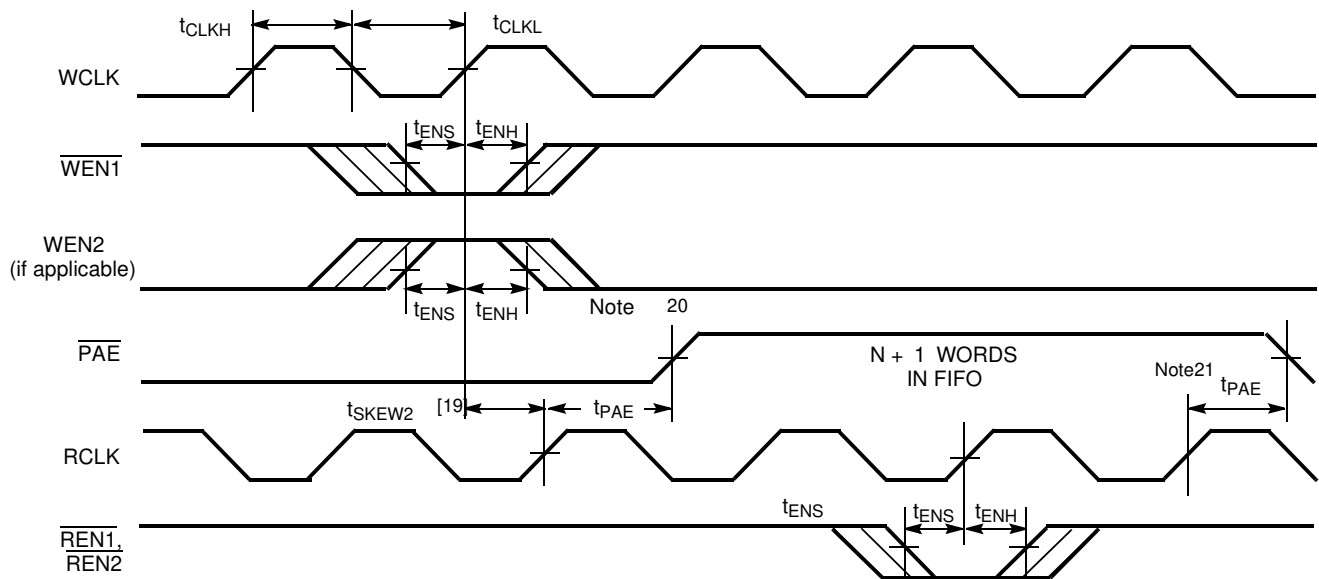 tCLKH
tCLKL
WCLK
tENS
tENH
WEN1
WEN2
(if applicable)
tENS
tENH
Note 20
PAE
N + 1 WORDS
IN FIFO
Note21
tPAE
tSKEW2
[19]
tPAE
RCLK
tENS
tENS
tENH
REN1,
REN2